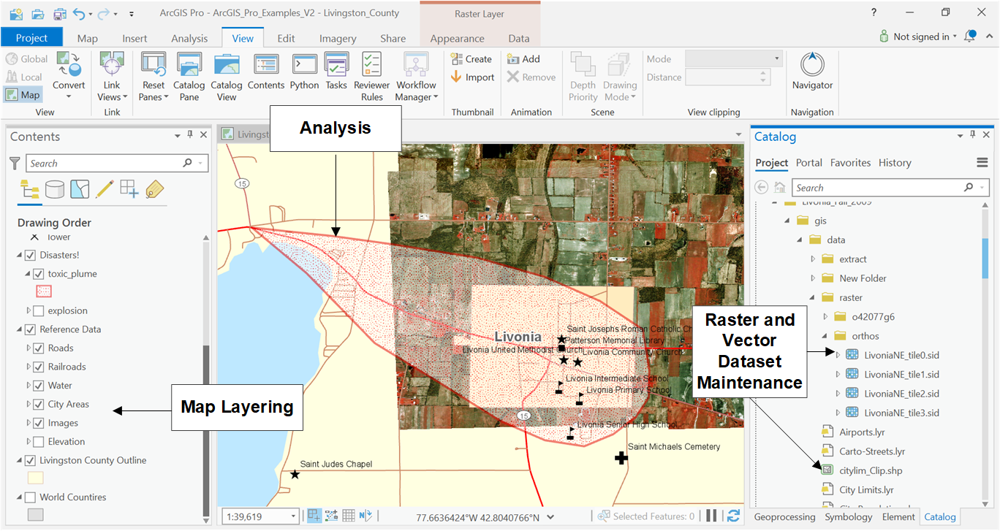 ArcGIS Pro - ArcGIS_Pro_Examples_V2 - Livingston_County
Raster Layer
?
Project Map Insert Analysis View Edit Imagery Share Appearance Data
Not signed in
Global
Local
Map
View
Convert
Link Views
Link
Reset Panes
Catalog Pane
Catalog View
Contents
Python
Tasks
Reviewer Rules
Workflow Manager
Create
Import
Thumbnail
Add
Remove
Animation
Depth Priority
Drawing Mode
Scene
Mode
Distance
View clipping
Navigator
Navigation
Contents
Search
Drawing Order
Tower
Disasters!
toxic_plume
explosion
Reference Data
Roads
Railroads
Water
City Areas
Images
Elevation
Livingston County Outline
World Countires
Map Layering
Analysis
Livingst
15
Livonia
Saint Josephs Roman Catholic Ch
Patterson Memorial Library
Livonia United Methodist Church
Livonia Community Church
Livonia Intermediate School
Livonia Primary School
15
Livonia Senior High School
Saint Michaels Cemetery
Saint Judes Chapel
1:39,619
77.6636424°W 42.8040766°N
Selected Features: 0
Catalog
Project Portal Favorites History
Search
Livonia_Fall_2009
gis
data
extract
New Folder
raster
o42077g6
orthos
LivoniaNE_tile0.sid
LivoniaNE_tile1.sid
LivoniaNE_tile2.sid
LivoniaNE_tile3.sid
Airports.lyr
Carto-Streets.lyr
citylim_Clip.shp
City Limits.lyr
Raster and
Vector
Dataset
Maintenance
Geoprocessing Symbology Element Catalog